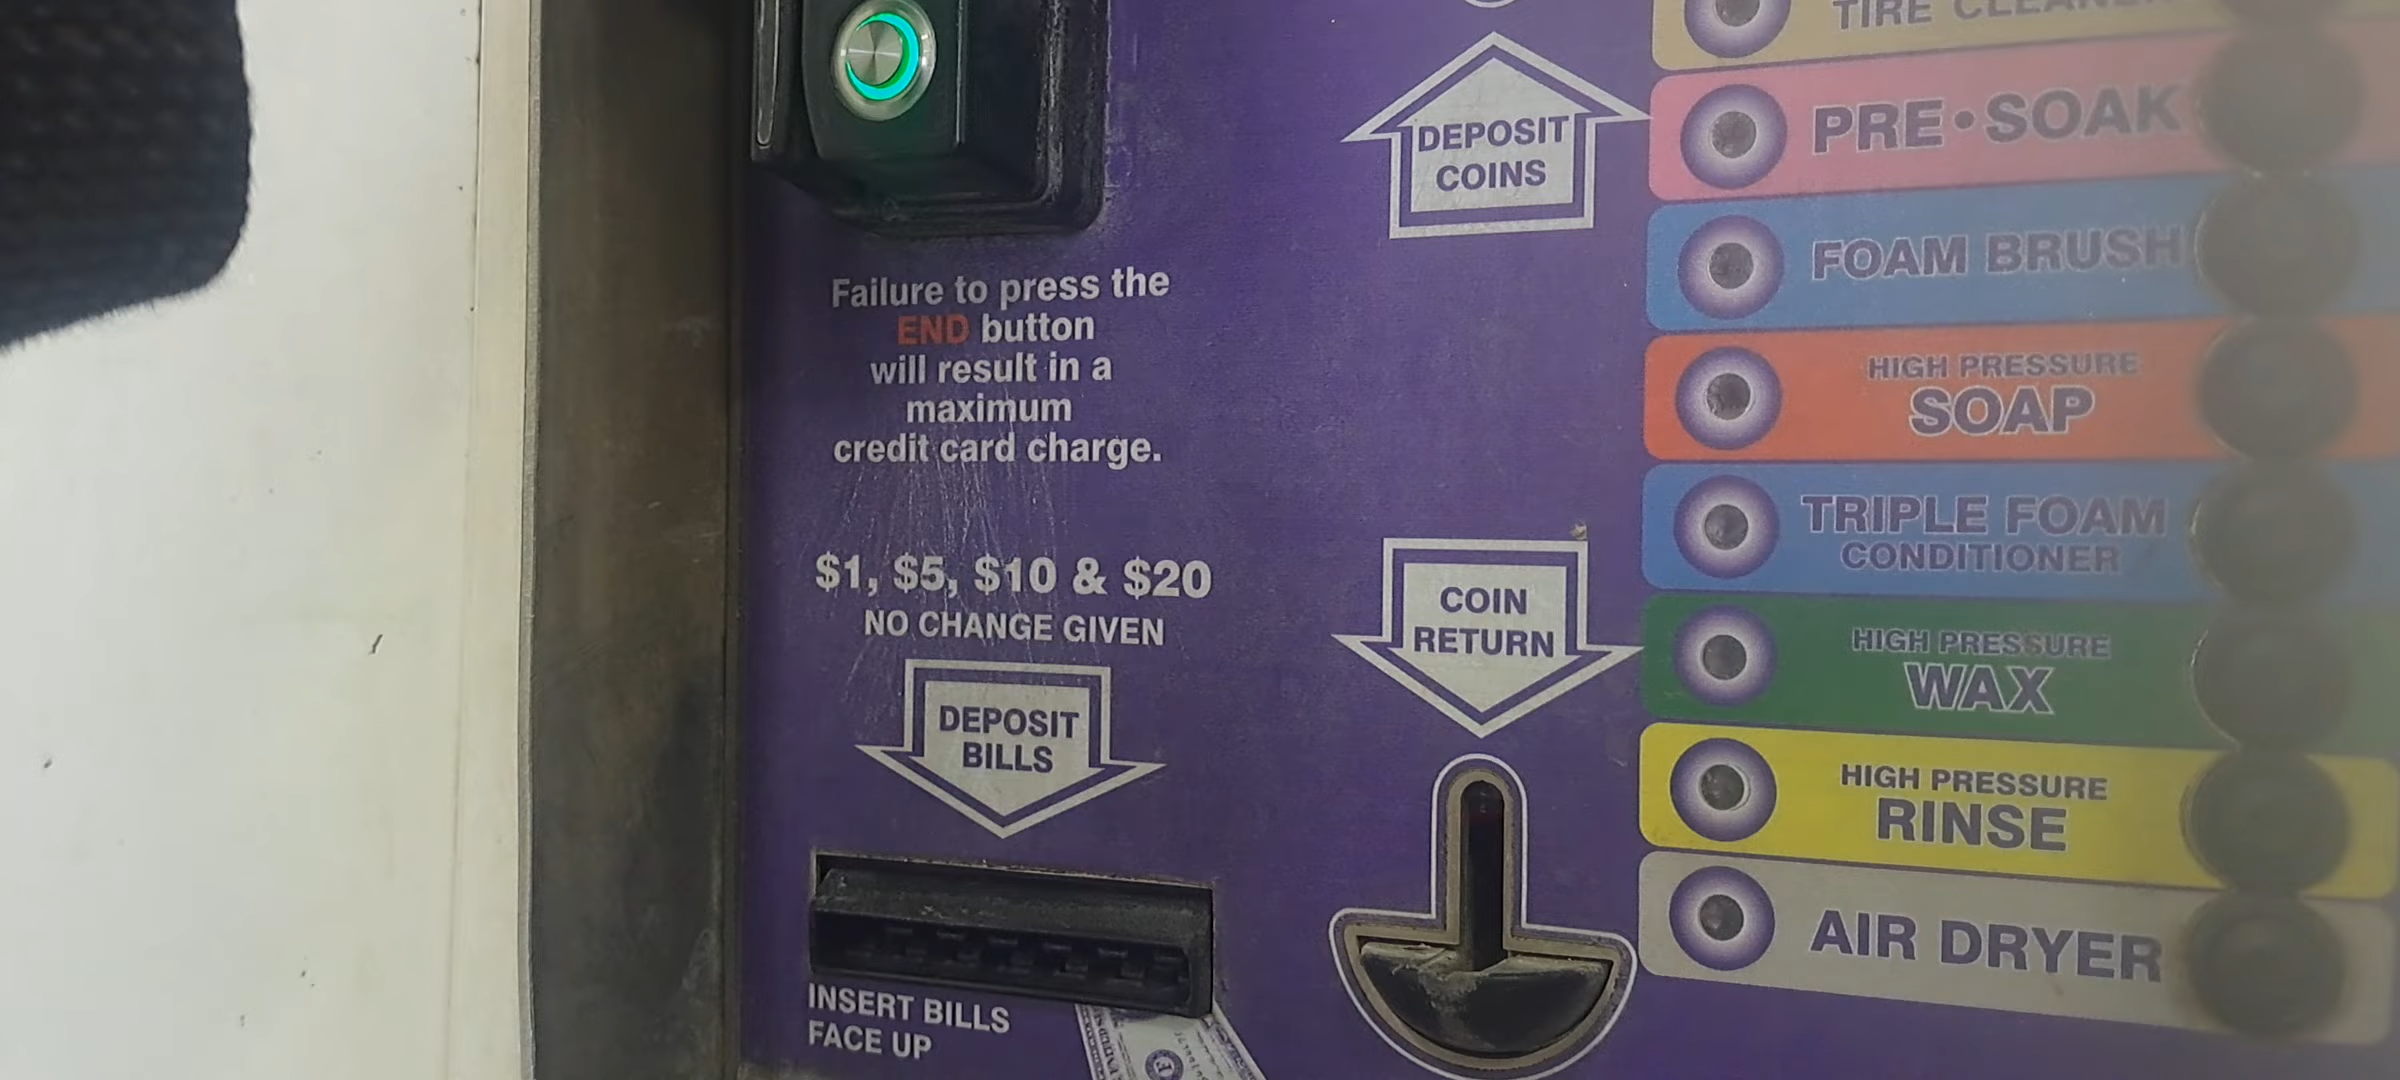 Failure to press the
END button
will result in a
maximum
credit card charge.
$1, $5, $10 & $20
NO CHANGE GIVEN
DEPOSIT
BILLS
INSERT BILLS
FACE UP
DEPOSIT
COINS
COIN
RETURN
TIRE CLEANER
PRE•SOAK
FOAM BRUSH
HIGH PRESSURE
SOAP
TRIPLE FOAM
CONDITIONER
HIGH PRESSURE
WAX
HIGH PRESSURE
RINSE
AIR DRYER